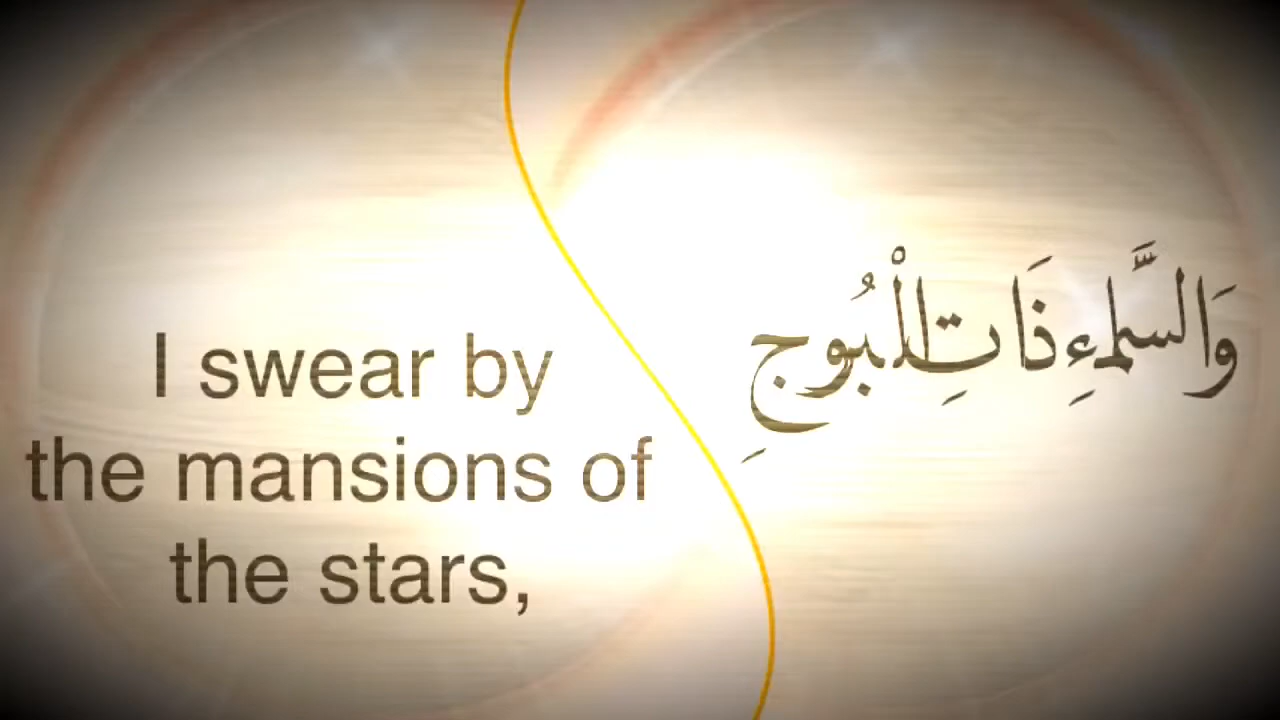 I swear by
the mansions of
the stars,
وَالسَّمَاءِ ذَاتِ الْبُرُوجِ